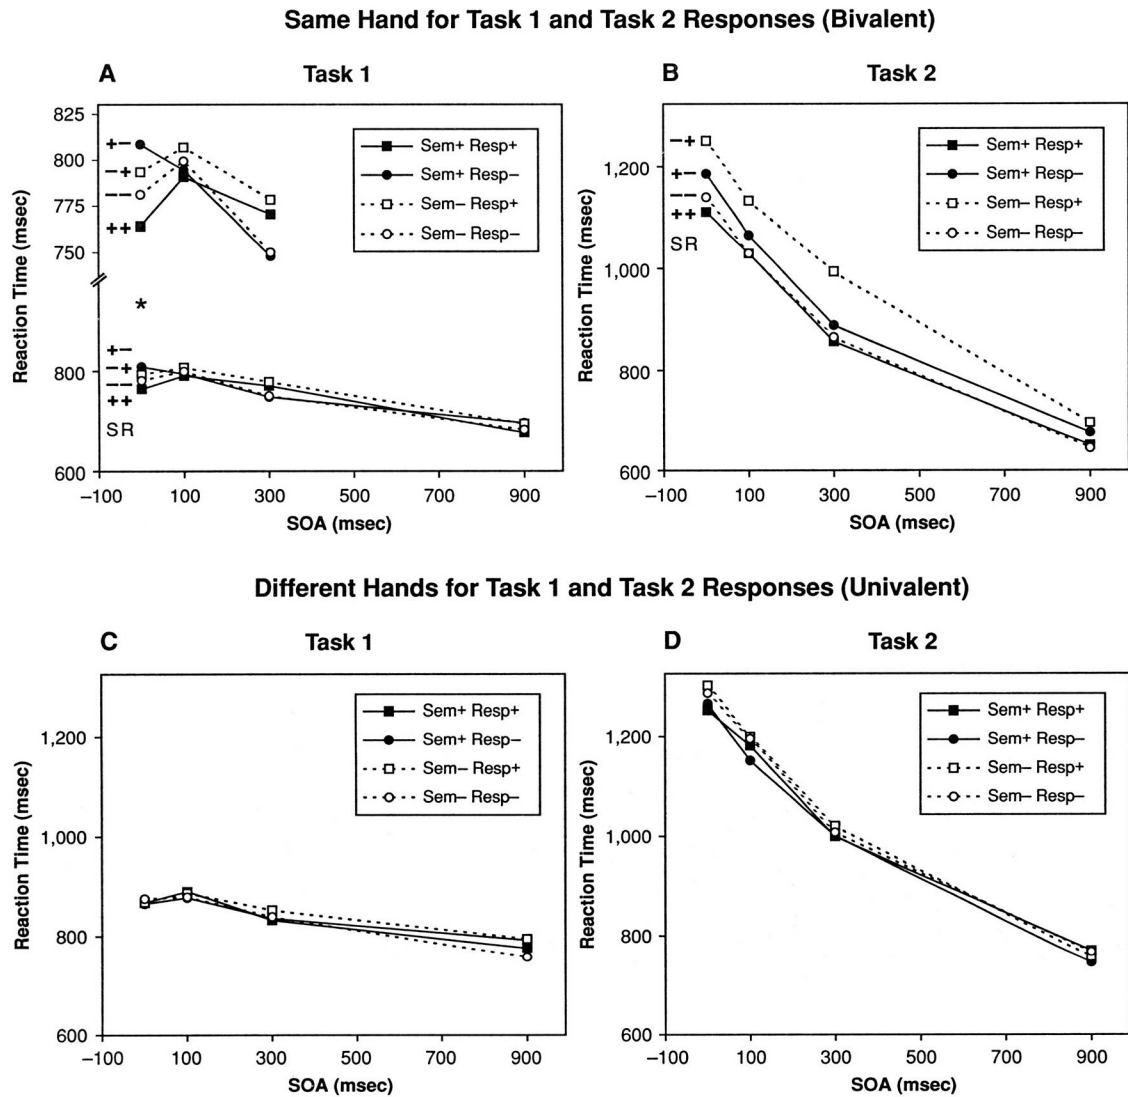 Same Hand for Task 1 and Task 2 Responses (Bivalent)
A
Task 1
Reaction Time (msec)
825
800
775
750
800
600
+−
−+
−−
++
*
+−
−+
−−
++
SR
Sem+ Resp+
Sem+ Resp−
Sem− Resp+
Sem− Resp−
−100
100
300
500
700
900
SOA (msec)
B
Task 2
Reaction Time (msec)
1,200
1,000
800
600
−+
+−
−−
++
SR
Sem+ Resp+
Sem+ Resp−
Sem− Resp+
Sem− Resp−
−100
100
300
500
700
900
SOA (msec)
Different Hands for Task 1 and Task 2 Responses (Univalent)
C
Task 1
Reaction Time (msec)
1,200
1,000
800
600
Sem+ Resp+
Sem+ Resp−
Sem− Resp+
Sem− Resp−
−100
100
300
500
700
900
SOA (msec)
D
Task 2
Reaction Time (msec)
1,200
1,000
800
600
Sem+ Resp+
Sem+ Resp−
Sem− Resp+
Sem− Resp−
−100
100
300
500
700
900
SOA (msec)